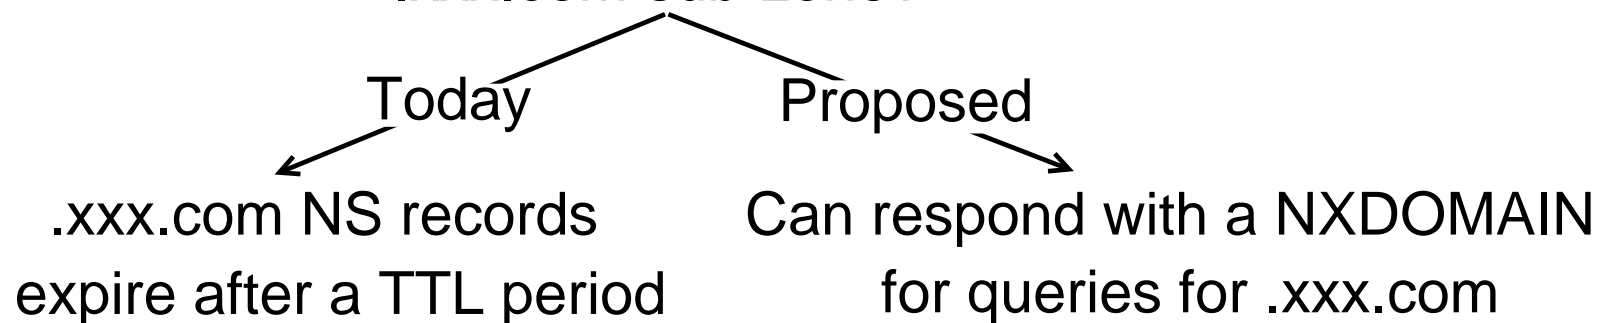 Today Proposed
.xxx.com NS records
expire after a TTL period
Can respond with a NXDOMAIN
for queries for .xxx.com